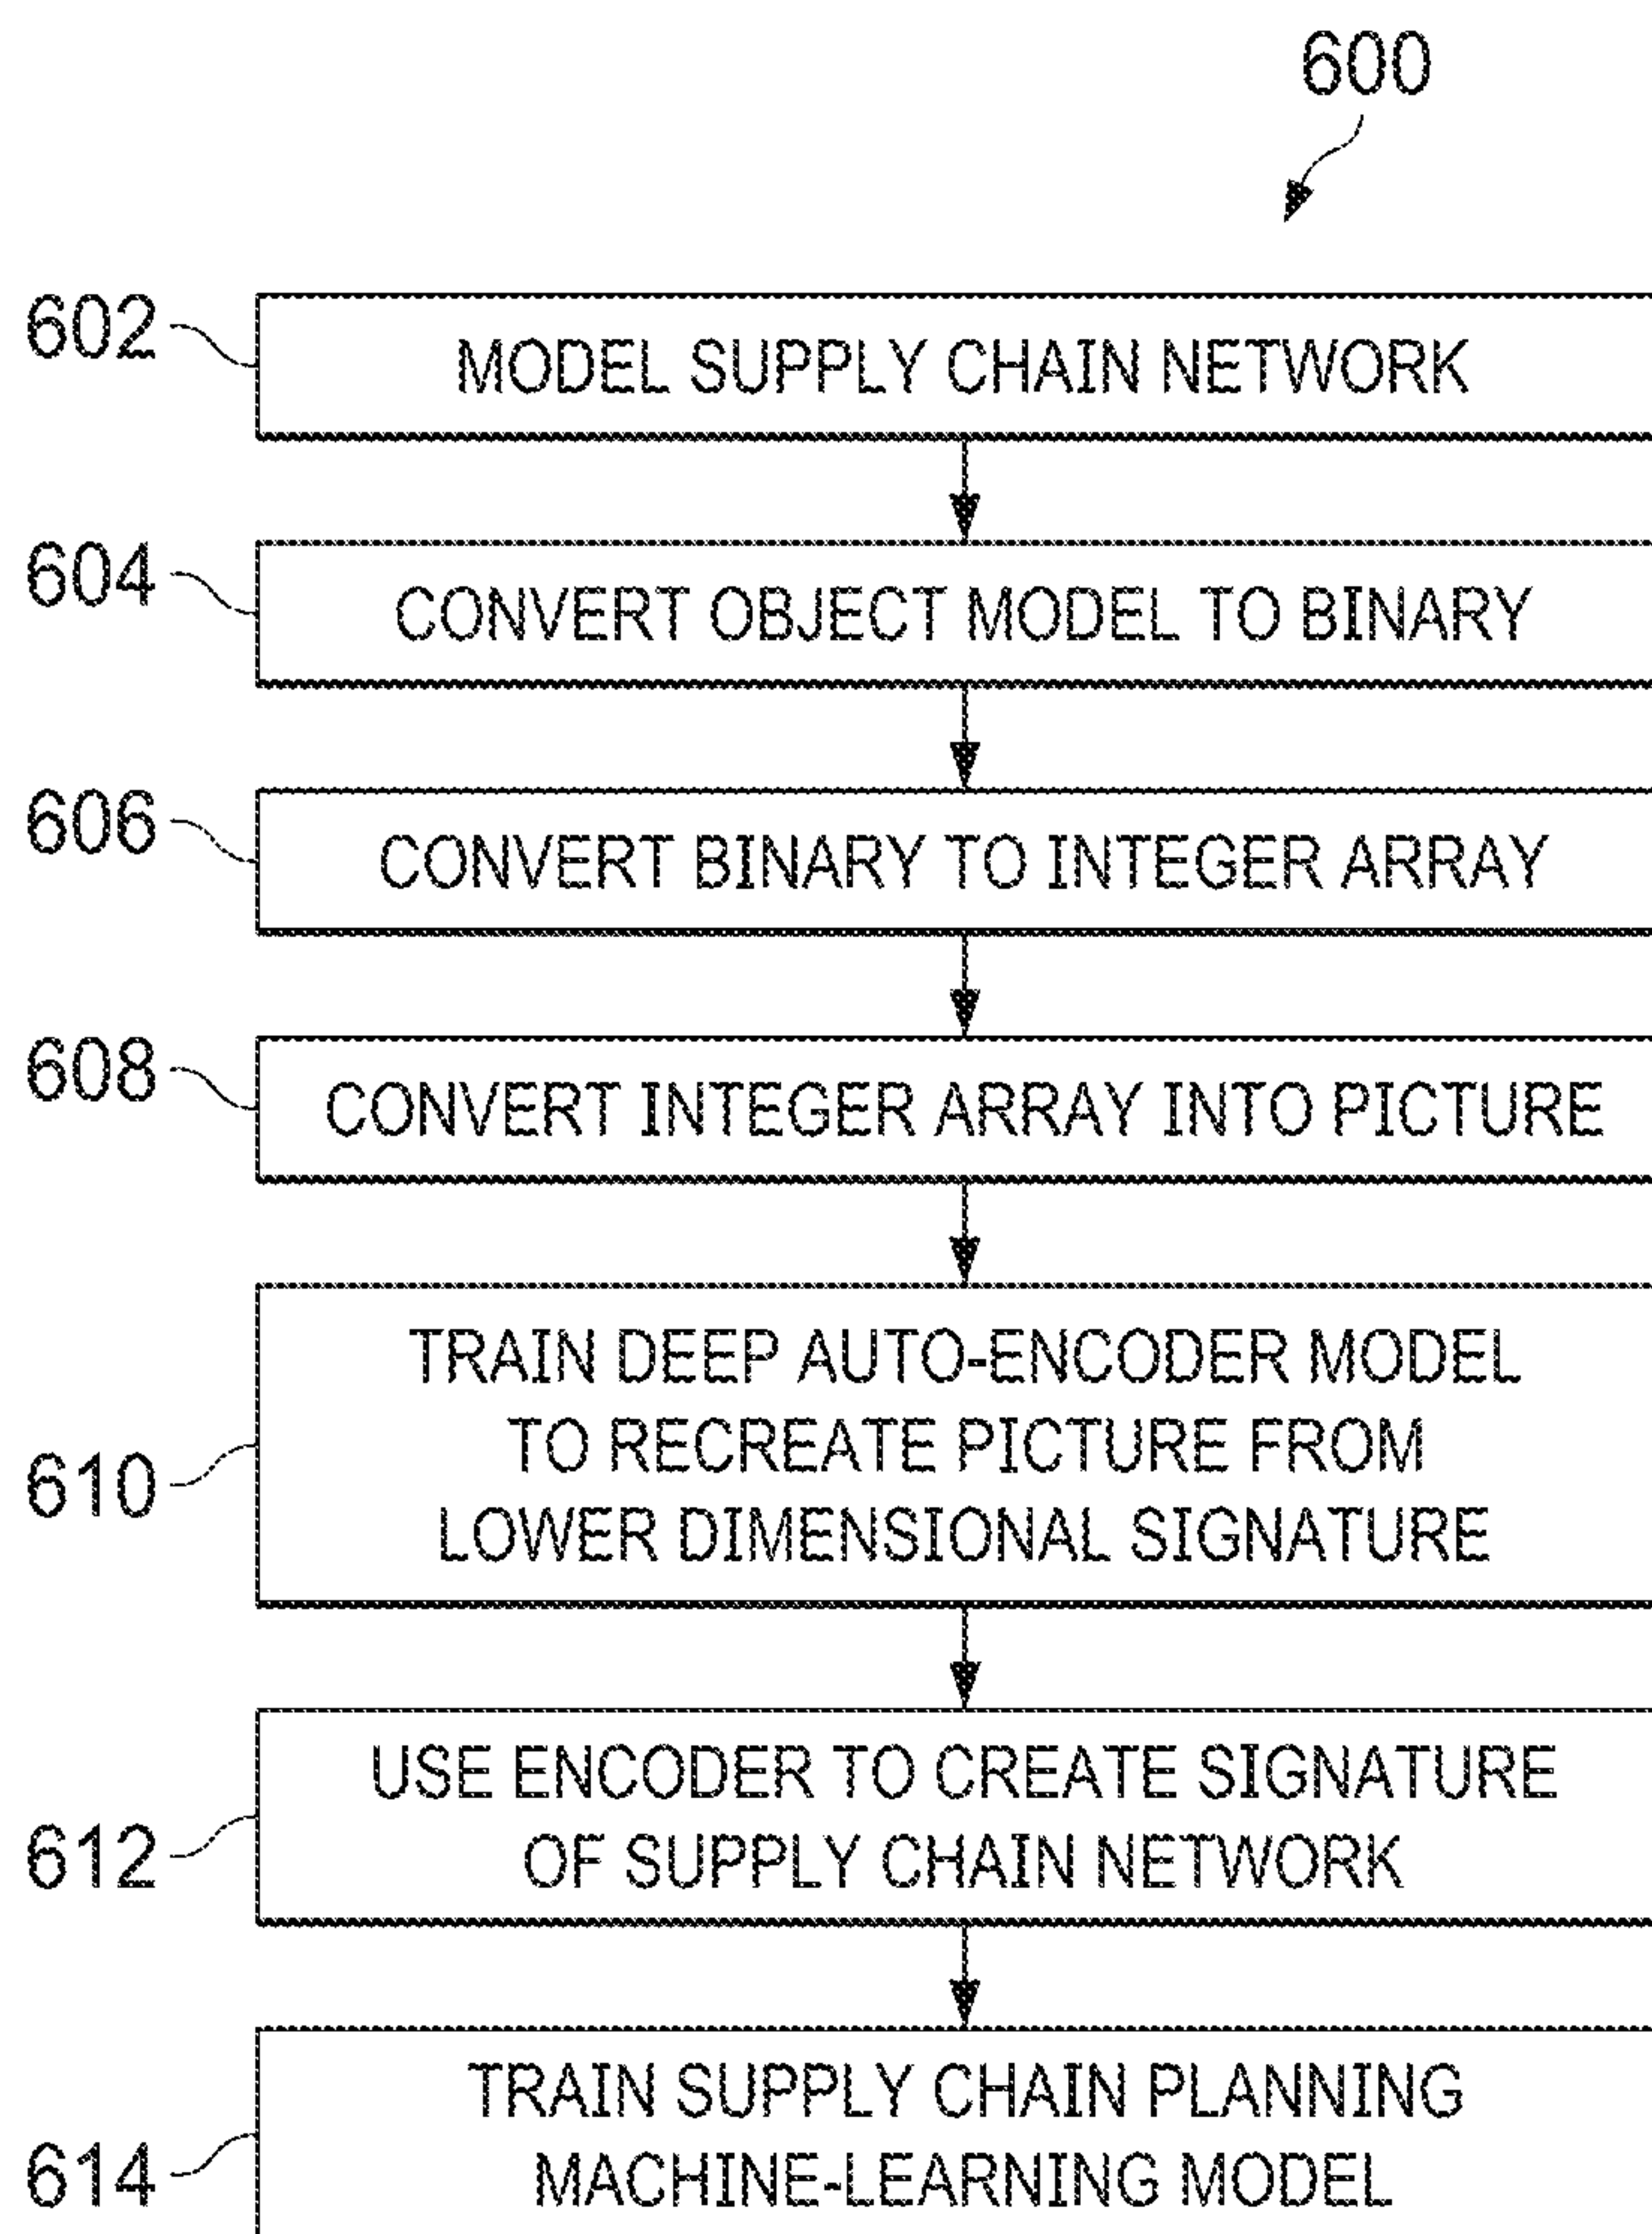 600
602
MODEL SUPPLY CHAIN NETWORK
604
CONVERT OBJECT MODEL TO BINARY
606
CONVERT BINARY TO INTEGER ARRAY
608
CONVERT INTEGER ARRAY INTO PICTURE
610
TRAIN DEEP AUTO-ENCODER MODEL
TO RECREATE PICTURE FROM
LOWER DIMENSIONAL SIGNATURE
612
USE ENCODER TO CREATE SIGNATURE
OF SUPPLY CHAIN NETWORK
614
TRAIN SUPPLY CHAIN PLANNING
MACHINE-LEARNING MODEL